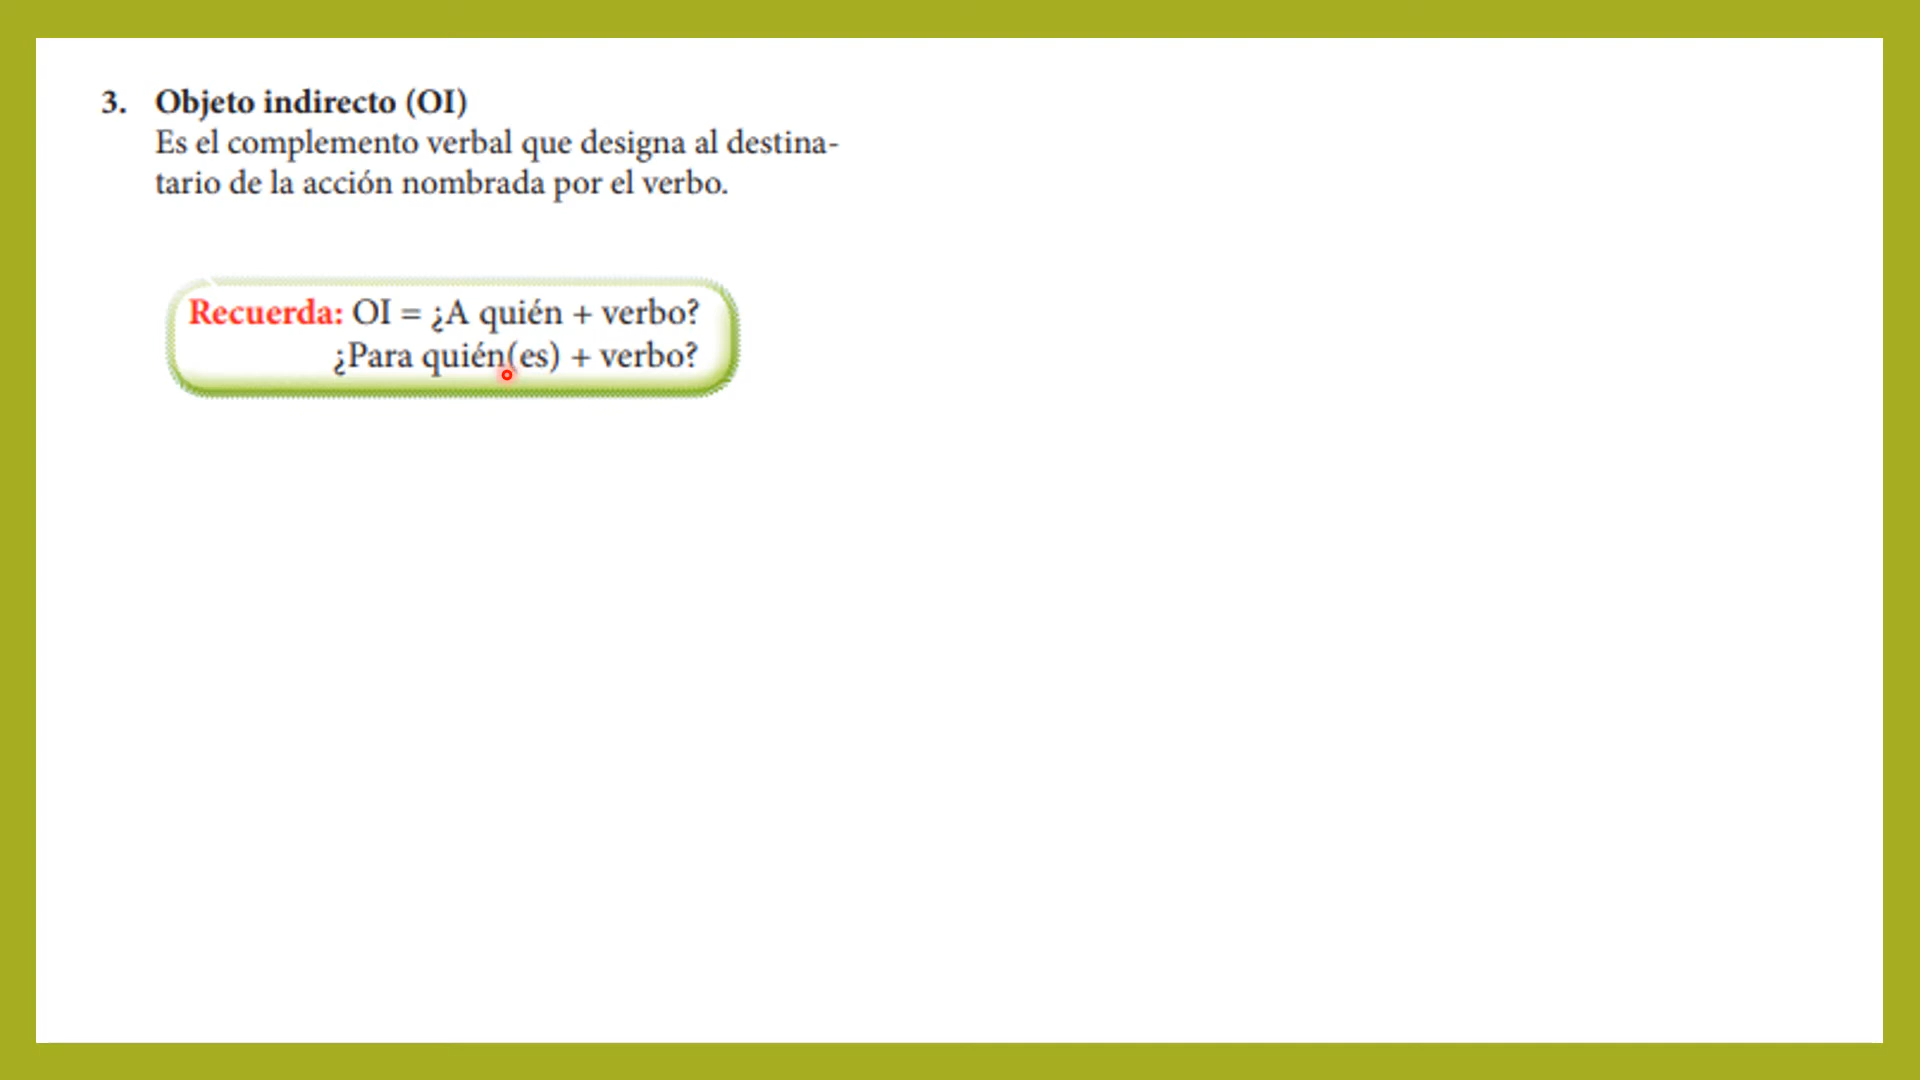 3. Objeto indirecto (OI)
Es el complemento verbal que designa al destina-
tario de la acción nombrada por el verbo.
Recuerda: OI = ¿A quién + verbo?
¿Para quién(es) + verbo?